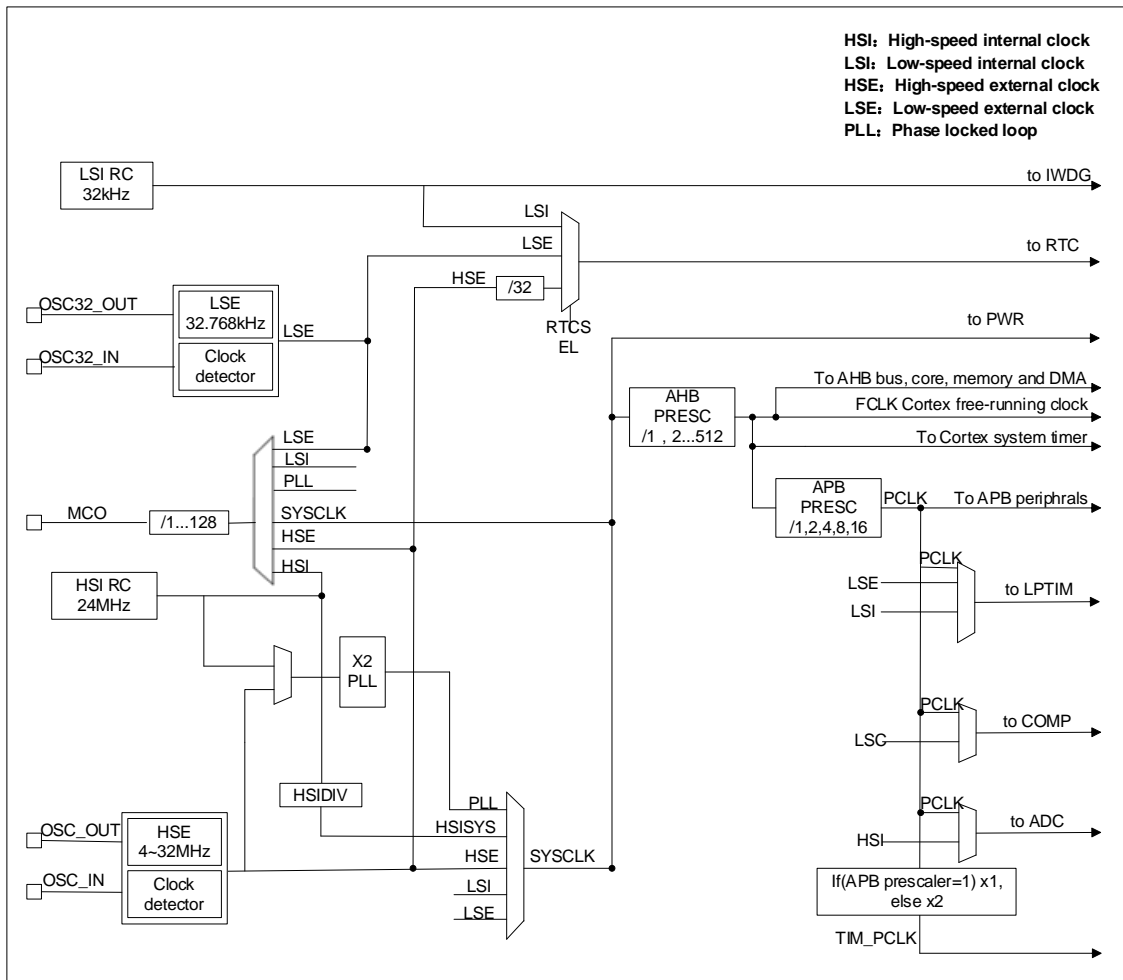 HSI：High-speed internal clock
LSI：Low-speed internal clock
HSE：High-speed external clock
LSE：Low-speed external clock
PLL：Phase locked loop
LSI RC
32kHz
to IWDG
LSI
LSE
to RTC
HSE
/32
RTCS
EL
OSC32_OUT
LSE
32.768kHz
LSE
OSC32_IN
Clock
detector
to PWR
To AHB bus, core, memory and DMA
AHB
PRESC
/1 , 2...512
FCLK Cortex free-running clock
To Cortex system timer
LSE
LSI
PLL
MCO
/1...128
SYSCLK
HSE
HSI
APB
PRESC
/1,2,4,8,16
PCLK
To APB periphrals
HSI RC
24MHz
PCLK
LSE
LSI
to LPTIM
X2
PLL
PCLK
LSC
to COMP
HSIDIV
PLL
HSISYS
HSE
LSI
LSE
SYSCLK
OSC_OUT
HSE
4~32MHz
OSC_IN
Clock
detector
PCLK
HSI
to ADC
If(APB prescaler=1) x1,
else x2
TIM_PCLK